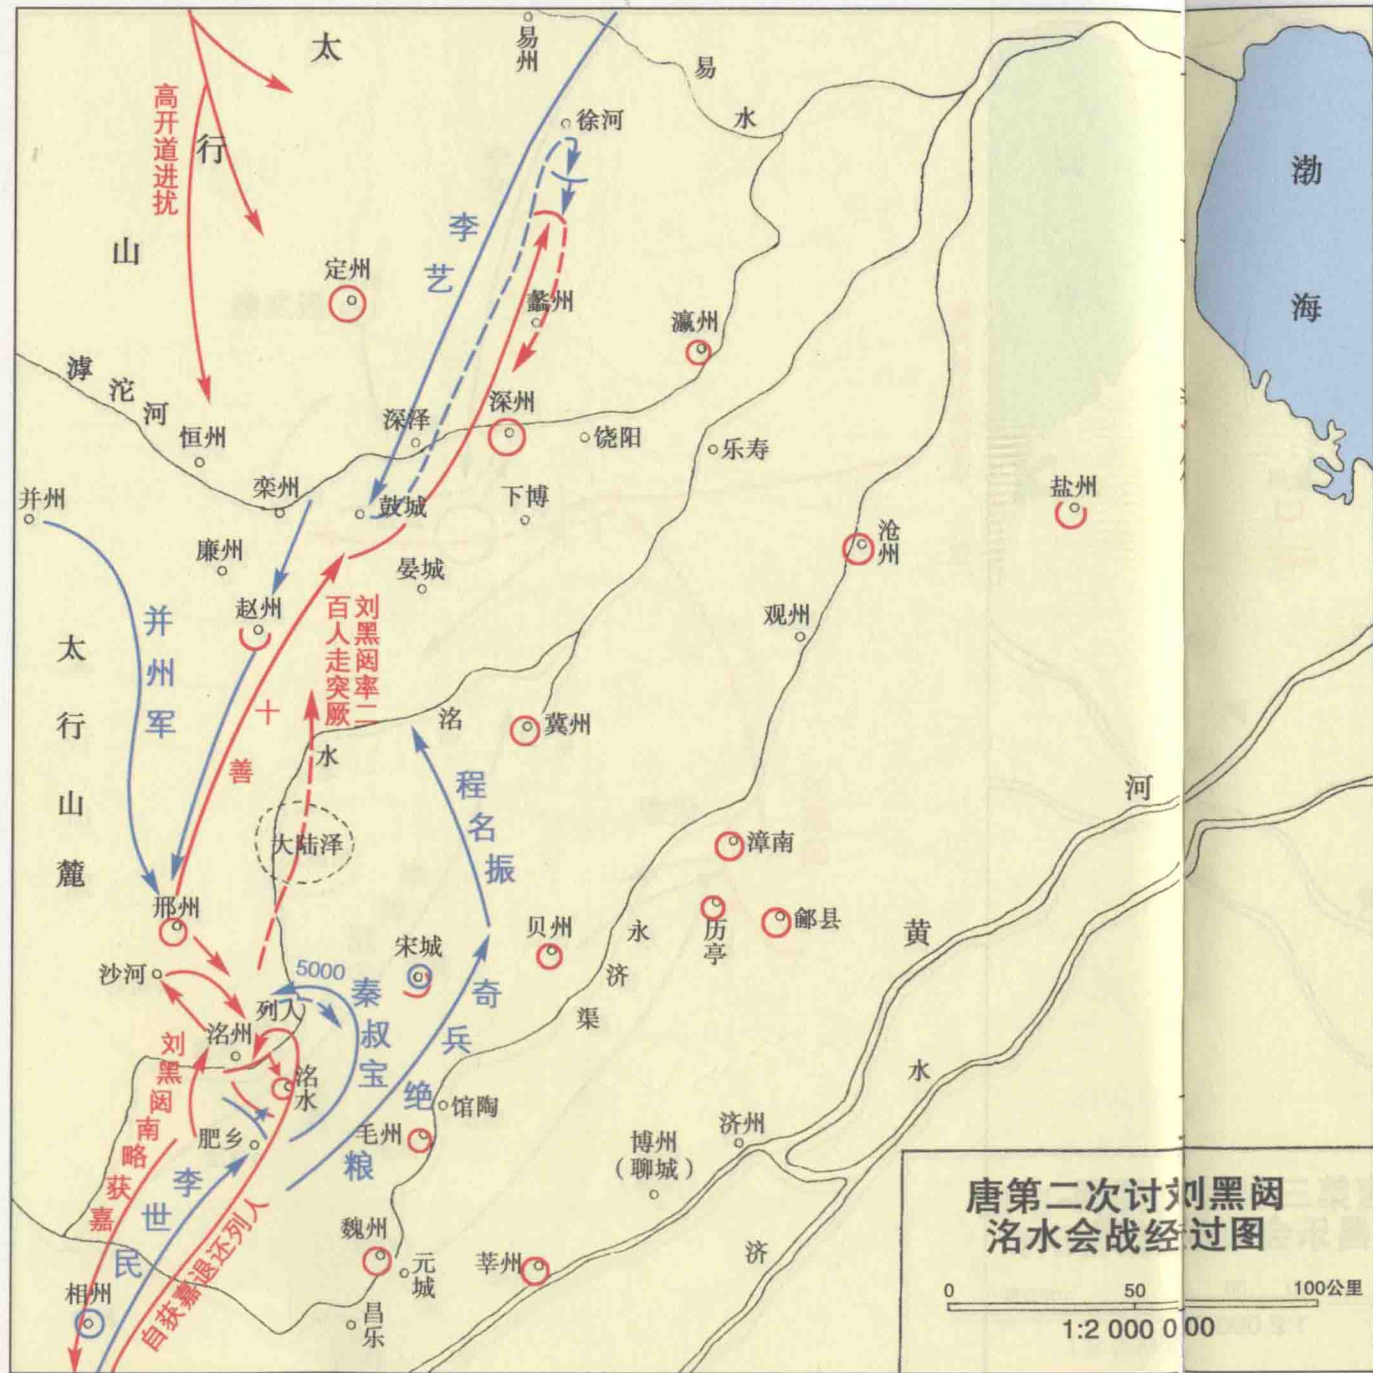 太
行
山
易州
易
水
徐河
高开道进扰
李艺
定州
蠡州
瀛州
滹沱河
恒州
深泽
深州
饶阳
乐寿
渤海
并州
栾州
鼓城
下博
盐州
沧州
廉州
晏城
赵州
刘黑闼率二
百人走突厥
观州
并州军
太行山麓
十善
洺
水
冀州
程名振
大陆泽
漳南
河
邢州
宋城
贝州
历亭
鄃县
黄
沙河
5000
秦叔宝
奇兵绝粮
永济渠
列人
洺州
洺水
刘黑闼南略获嘉
肥乡
毛州
馆陶
水
济州
博州
（聊城）
李世民
自获嘉退还列人
魏州
元城
莘州
济
相州
昌乐
唐第二次讨刘黑闼
洺水会战经过图
0 50 100公里
1:2 000 000